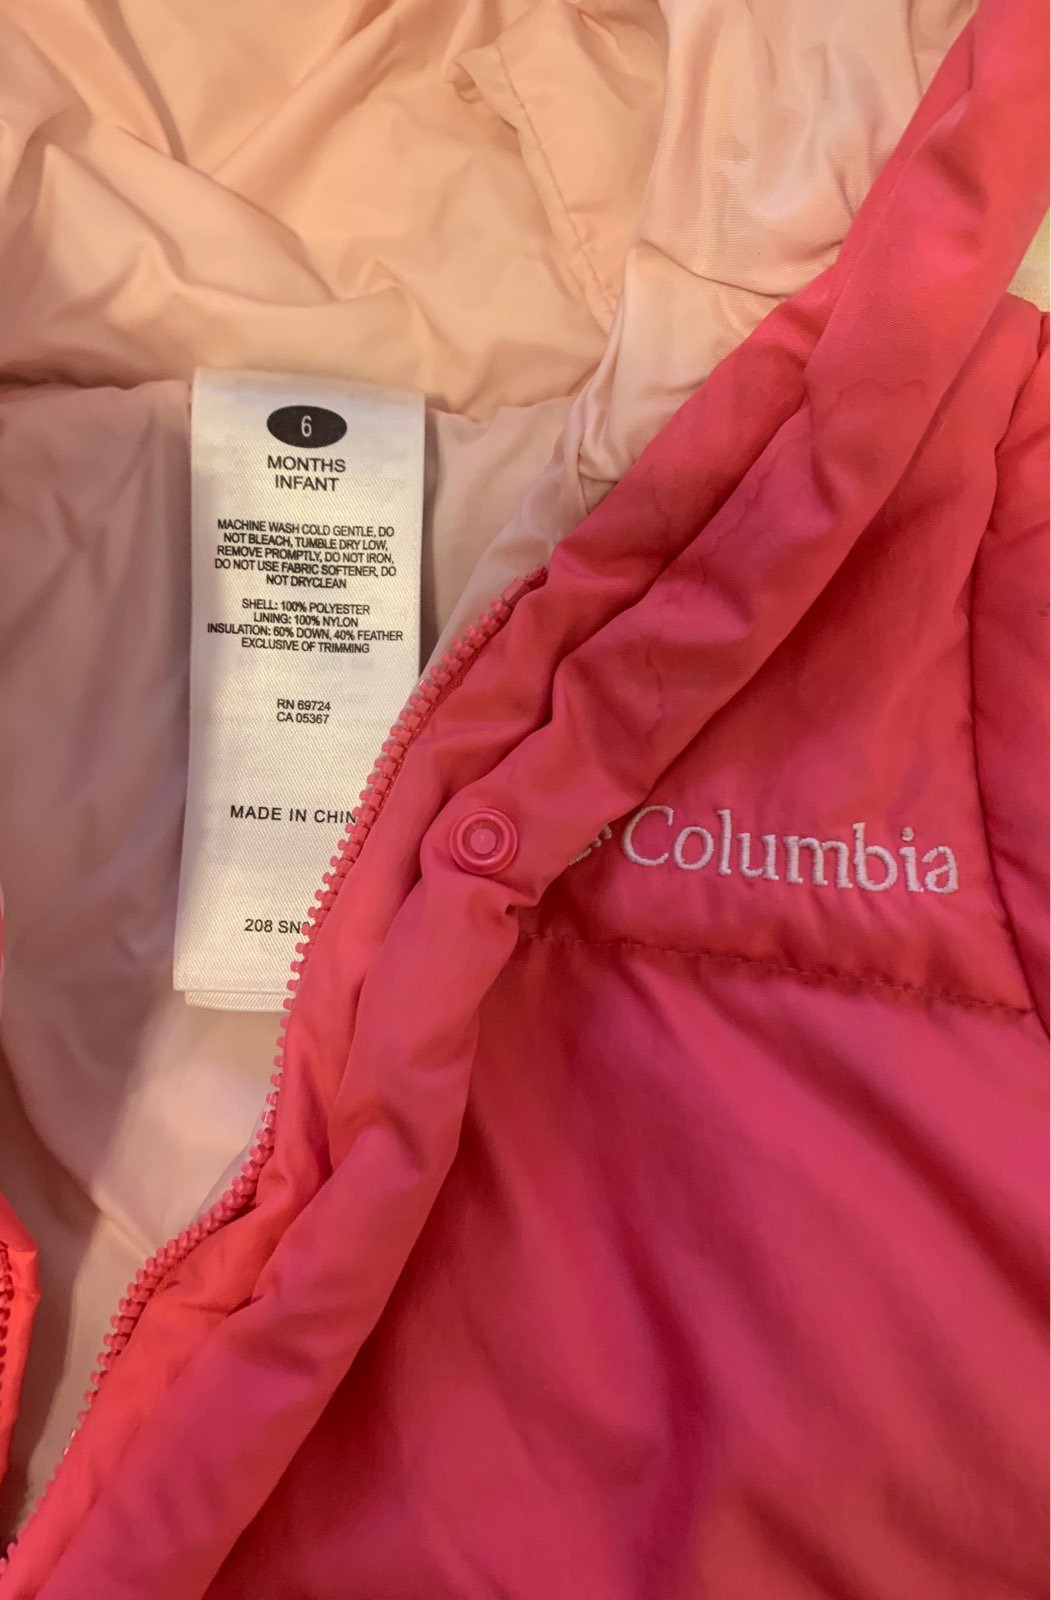 6
MONTHS
INFANT
MACHINE WASH COLD GENTLE, DO
NOT BLEACH, TUMBLE DRY LOW,
REMOVE PROMPTLY, DO NOT IRON,
DO NOT USE FABRIC SOFTENER, DO
NOT DRYCLEAN
SHELL: 100% POLYESTER
LINING: 100% NYLON
INSULATION: 60% DOWN, 40% FEATHER
EXCLUSIVE OF TRIMMING
RN 69724
CA 05367
MADE IN CHIN
Columbia
208 SN